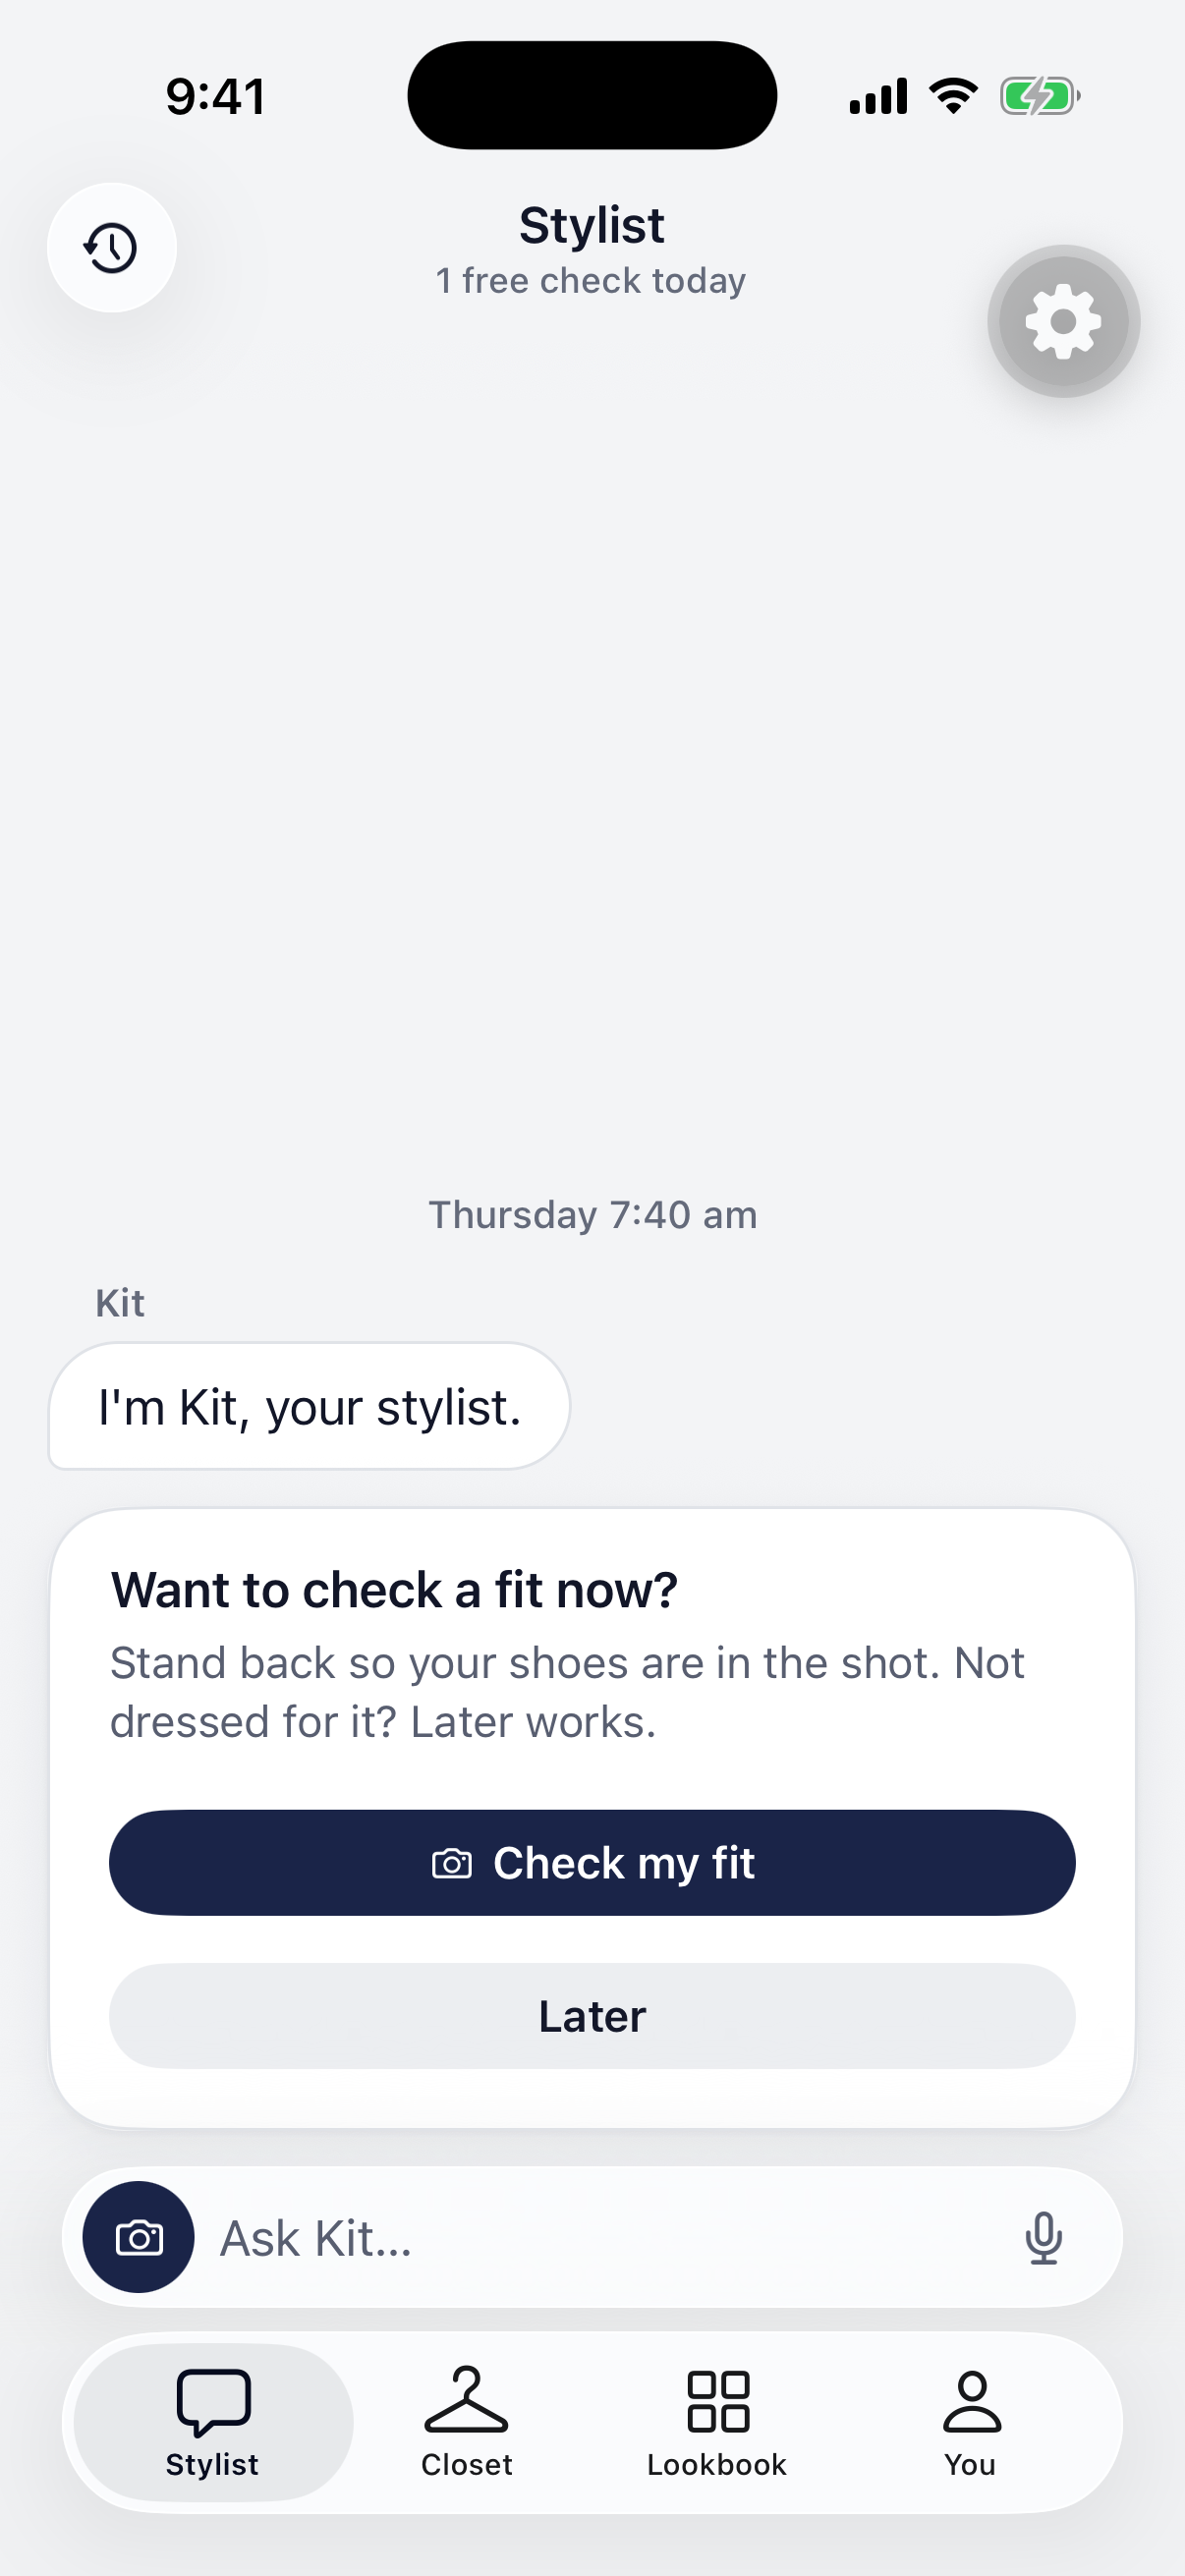 9:41
Stylist
1 free check today
Thursday 7:40 am
Kit
I'm Kit, your stylist.
Want to check a fit now?
Stand back so your shoes are in the shot. Not
dressed for it? Later works.
Check my fit
Later
Ask Kit...
Stylist
Closet
Lookbook
You